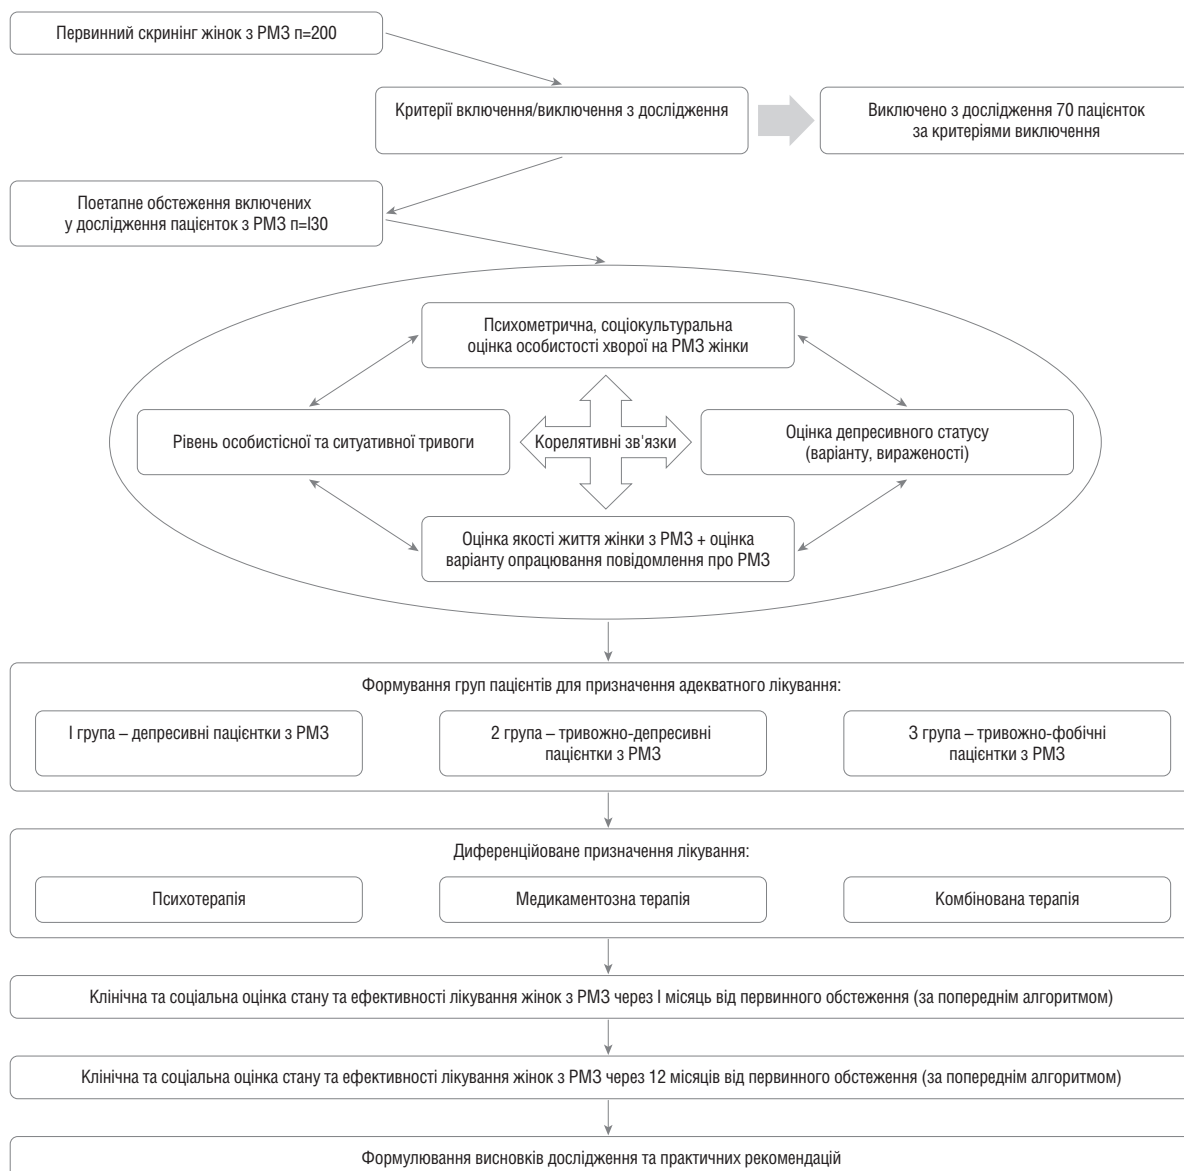 Первинний скринінг жінок з РМЗ п=200
Критерії включення/виключення з дослідження
Виключено з дослідження 70 пацієнток
за критеріями виключення
Поетапне обстеження включених
у дослідження пацієнток з РМЗ п=І30
Психометрична, соціокультуральна
оцінка особистості хворої на РМЗ жінки
Рівень особистісної та ситуативної тривоги
Корелятивні зв'язки
Оцінка депресивного статусу
(варіанту, вираженості)
Оцінка якості життя жінки з РМЗ + оцінка
варіанту опрацювання повідомлення про РМЗ
Формування груп пацієнтів для призначення адекватного лікування:
І група – депресивні пацієнтки з РМЗ
2 група – тривожно-депресивні
пацієнтки з РМЗ
3 група – тривожно-фобічні
пацієнтки з РМЗ
Диференційоване призначення лікування:
Психотерапія
Медикаментозна терапія
Комбінована терапія
Клінічна та соціальна оцінка стану та ефективності лікування жінок з РМЗ через І місяць від первинного обстеження (за попереднім алгоритмом)
Клінічна та соціальна оцінка стану та ефективності лікування жінок з РМЗ через 12 місяців від первинного обстеження (за попереднім алгоритмом)
Формулювання висновків дослідження та практичних рекомендацій